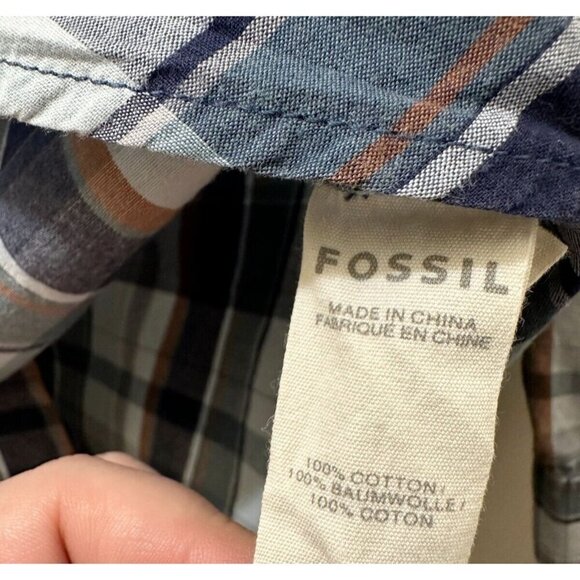 FOSSIL
MADE IN CHINA
FABRIQUÉ EN CHINE
100% COTTON/
100% BAUMWOLLE/
100% COTON